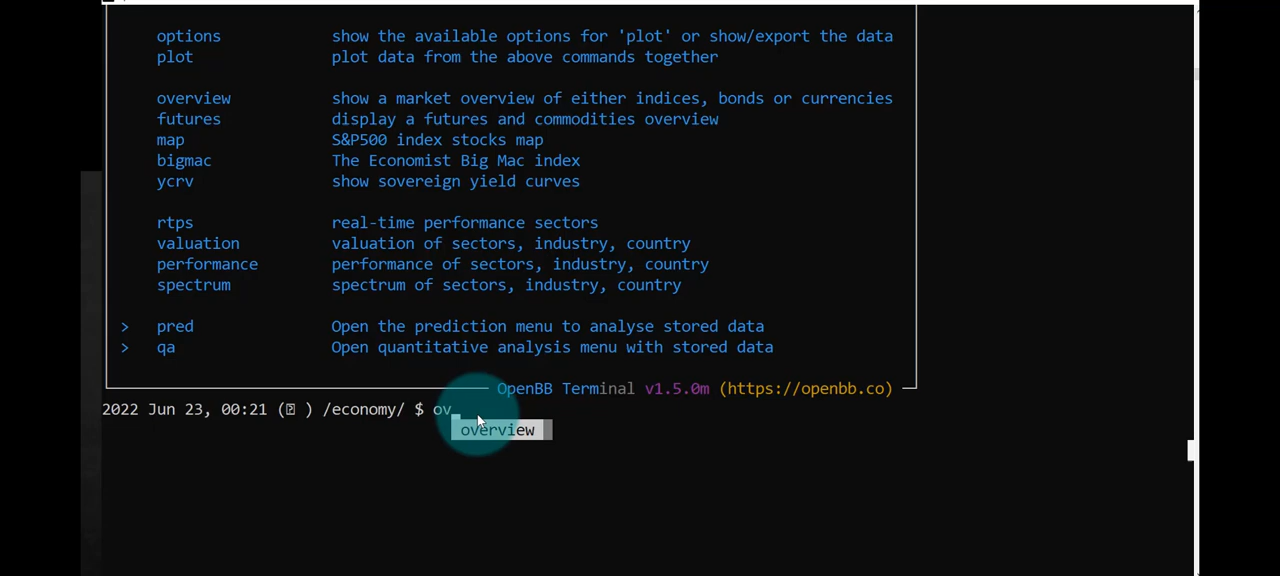 options show the available options for 'plot' or show/export the data
plot plot data from the above commands together
overview show a market overview of either indices, bonds or currencies
futures display a futures and commodities overview
map S&P500 index stocks map
bigmac The Economist Big Mac index
ycrv show sovereign yield curves
rtps real-time performance sectors
valuation valuation of sectors, industry, country
performance performance of sectors, industry, country
spectrum spectrum of sectors, industry, country
> pred Open the prediction menu to analyse stored data
> qa Open quantitative analysis menu with stored data
OpenBB Terminal v1.5.0m (https://openbb.co)
2022 Jun 23, 00:21 (🦋 ) /economy/ $ ov
overview